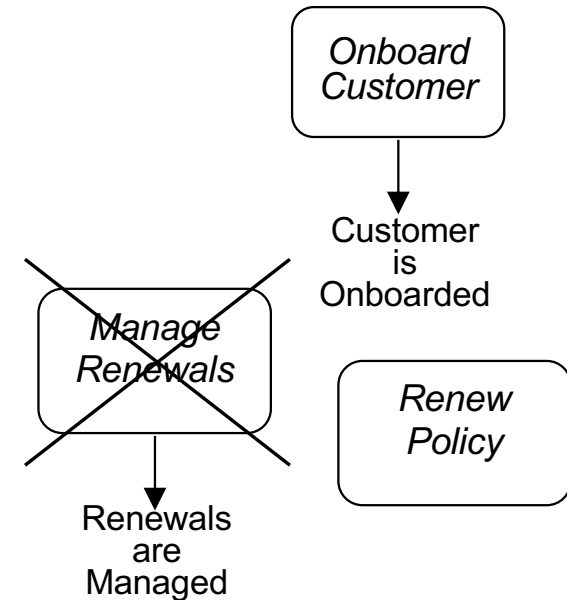 Onboard
Customer
Customer
is
Onboarded
Manage
Renewals
Renew
Policy
Renewals
are
Managed